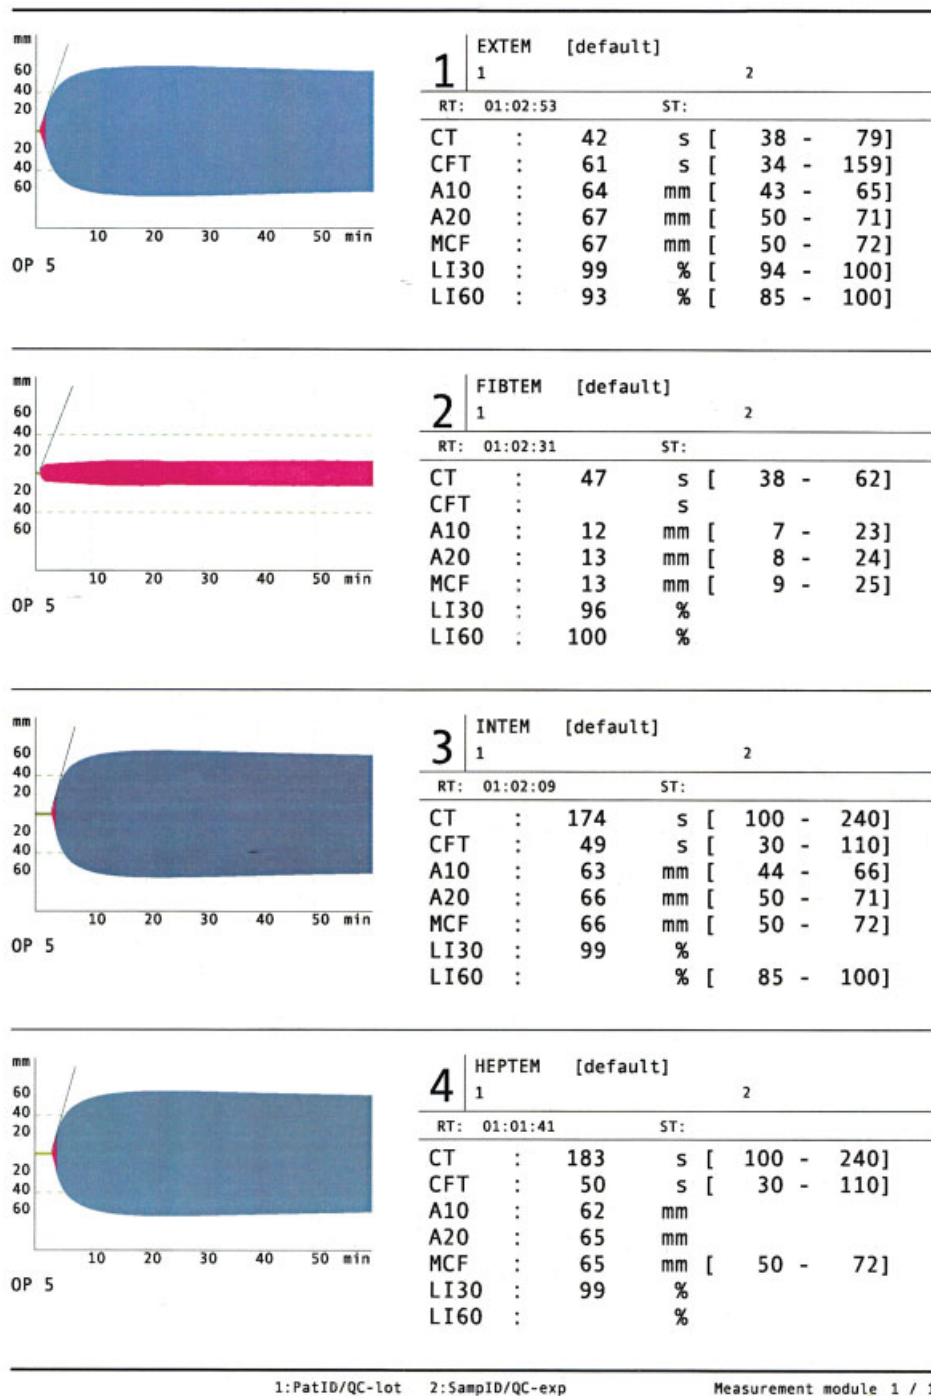 mm
60
40
20
20
40
60
10 20 30 40 50 min
OP 5
1 EXTEM [default]
1 2
RT: 01:02:53 ST:
CT : 42 s [ 38 - 79]
CFT : 61 s [ 34 - 159]
A10 : 64 mm [ 43 - 65]
A20 : 67 mm [ 50 - 71]
MCF : 67 mm [ 50 - 72]
LI30 : 99 % [ 94 - 100]
LI60 : 93 % [ 85 - 100]
mm
60
40
20
20
40
60
10 20 30 40 50 min
OP 5
2 FIBTEM [default]
1 2
RT: 01:02:31 ST:
CT : 47 s [ 38 - 62]
CFT : s
A10 : 12 mm [ 7 - 23]
A20 : 13 mm [ 8 - 24]
MCF : 13 mm [ 9 - 25]
LI30 : 96 %
LI60 : 100 %
mm
60
40
20
20
40
60
10 20 30 40 50 min
OP 5
3 INTEM [default]
1 2
RT: 01:02:09 ST:
CT : 174 s [ 100 - 240]
CFT : 49 s [ 30 - 110]
A10 : 63 mm [ 44 - 66]
A20 : 66 mm [ 50 - 71]
MCF : 66 mm [ 50 - 72]
LI30 : 99 %
LI60 : % [ 85 - 100]
mm
60
40
20
20
40
60
10 20 30 40 50 min
OP 5
4 HEPTEM [default]
1 2
RT: 01:01:41 ST:
CT : 183 s [ 100 - 240]
CFT : 50 s [ 30 - 110]
A10 : 62 mm
A20 : 65 mm
MCF : 65 mm [ 50 - 72]
LI30 : 99 %
LI60 : %
1:PatID/QC-lot 2:SampID/QC-exp Measurement module 1 / 1